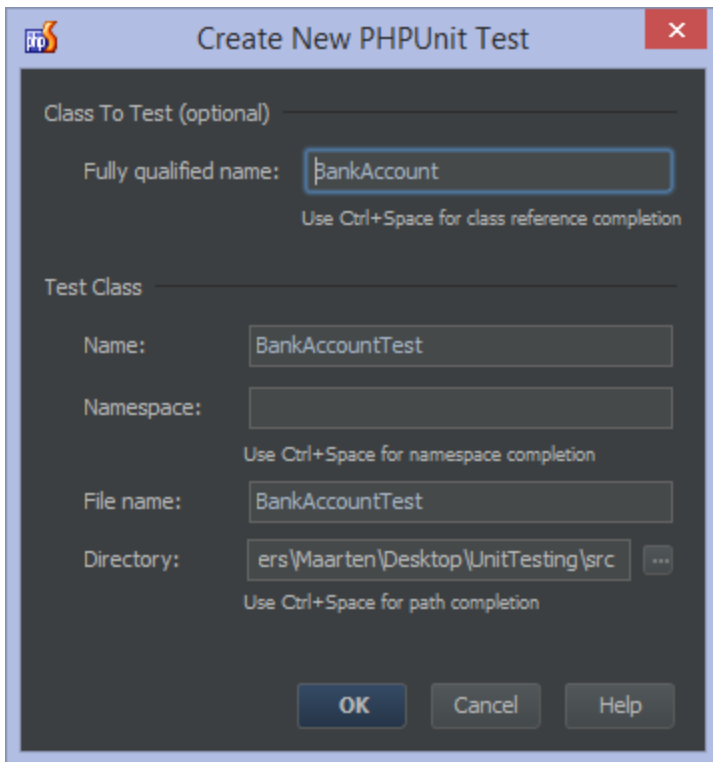 php
Create New PHPUnit Test
Class To Test (optional)
Fully qualified name: BankAccount
Use Ctrl+Space for class reference completion
Test Class
Name: BankAccountTest
Namespace:
Use Ctrl+Space for namespace completion
File name: BankAccountTest
Directory: ers\Maarten\Desktop\UnitTesting\src ...
Use Ctrl+Space for path completion
OK Cancel Help